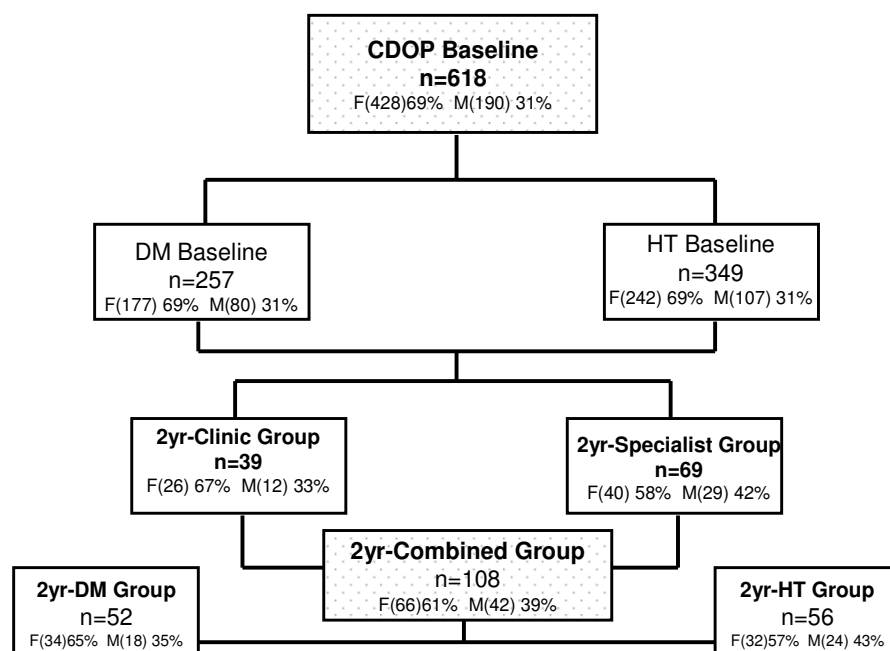 CDOP Baseline
n=618
F(428)69% M(190) 31%
DM Baseline
n=257
F(177) 69% M(80) 31%
HT Baseline
n=349
F(242) 69% M(107) 31%
2yr-Clinic Group
n=39
F(26) 67% M(12) 33%
2yr-Specialist Group
n=69
F(40) 58% M(29) 42%
2yr-Combined Group
n=108
F(66)61% M(42) 39%
2yr-DM Group
n=52
F(34)65% M(18) 35%
2yr-HT Group
n=56
F(32)57% M(24) 43%